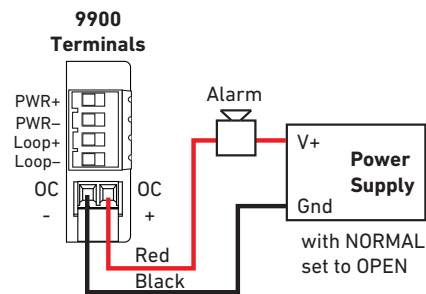 9900
Terminals
PWR+
PWR–
Loop+
Loop–
OC
OC
-
+
Alarm
V+
Power
Supply
Gnd
with NORMAL
set to OPEN
Red
Black